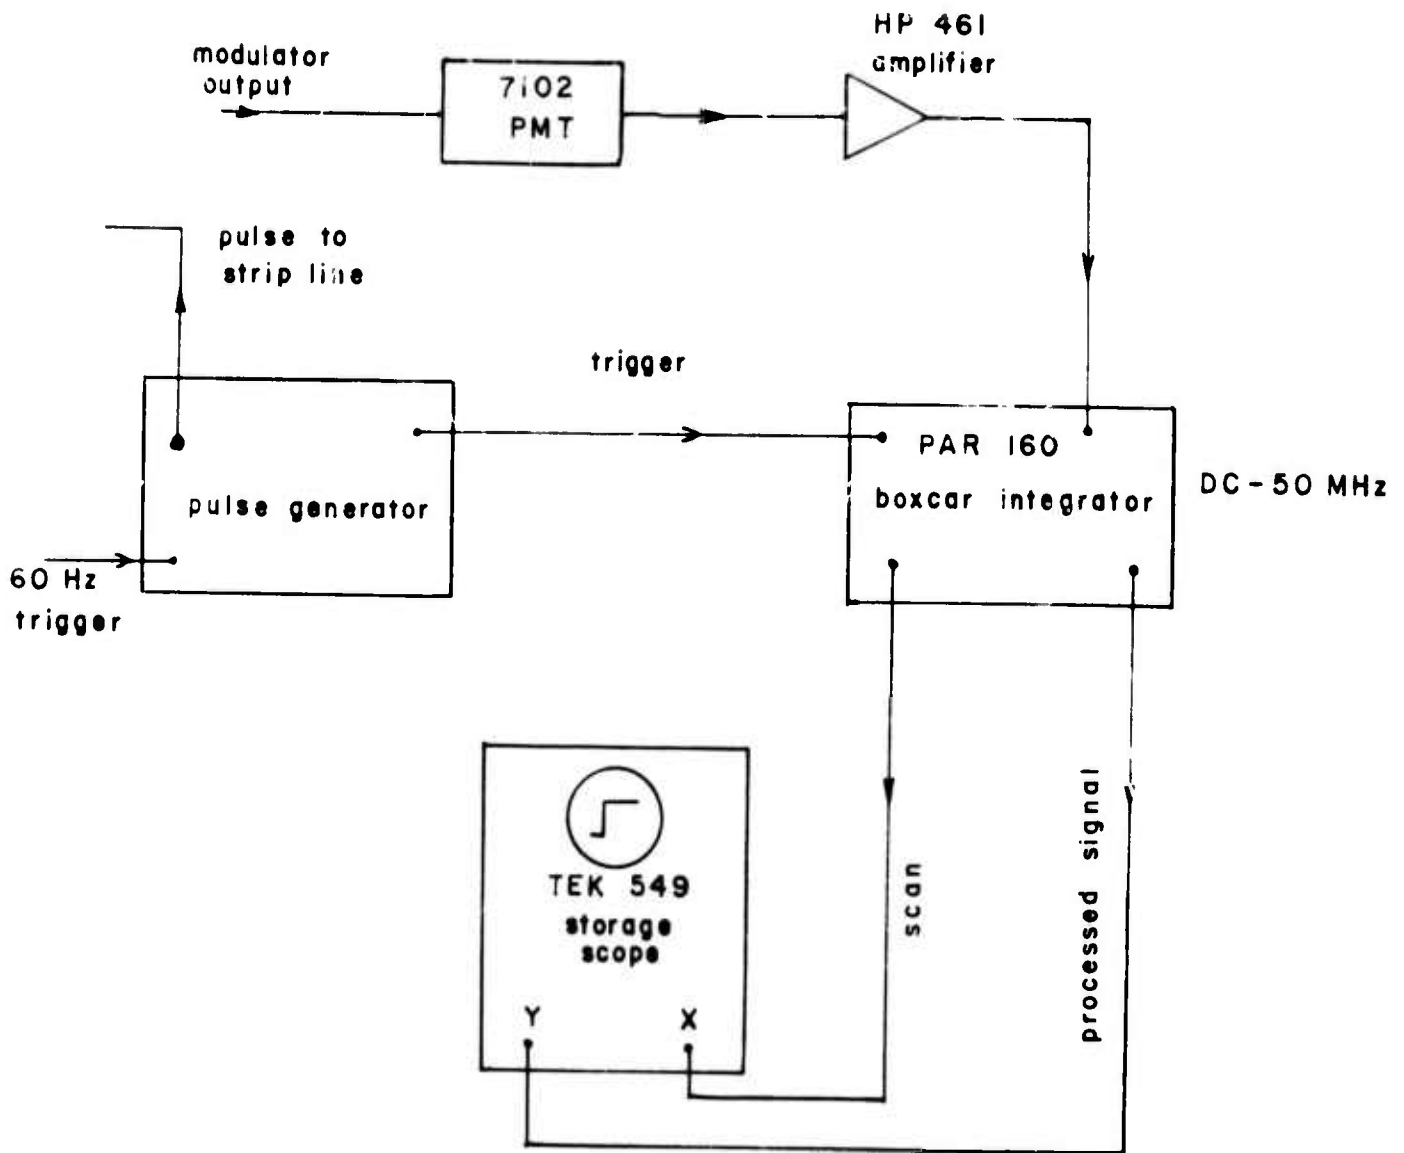 HP 461
amplifier
modulator
output
7102
PMT
pulse to
strip line
trigger
PAR 160
boxcar integrator
DC-50 MHz
pulse generator
60 Hz
trigger
TEK 549
storage
scope
Y
X
scan
processed signal